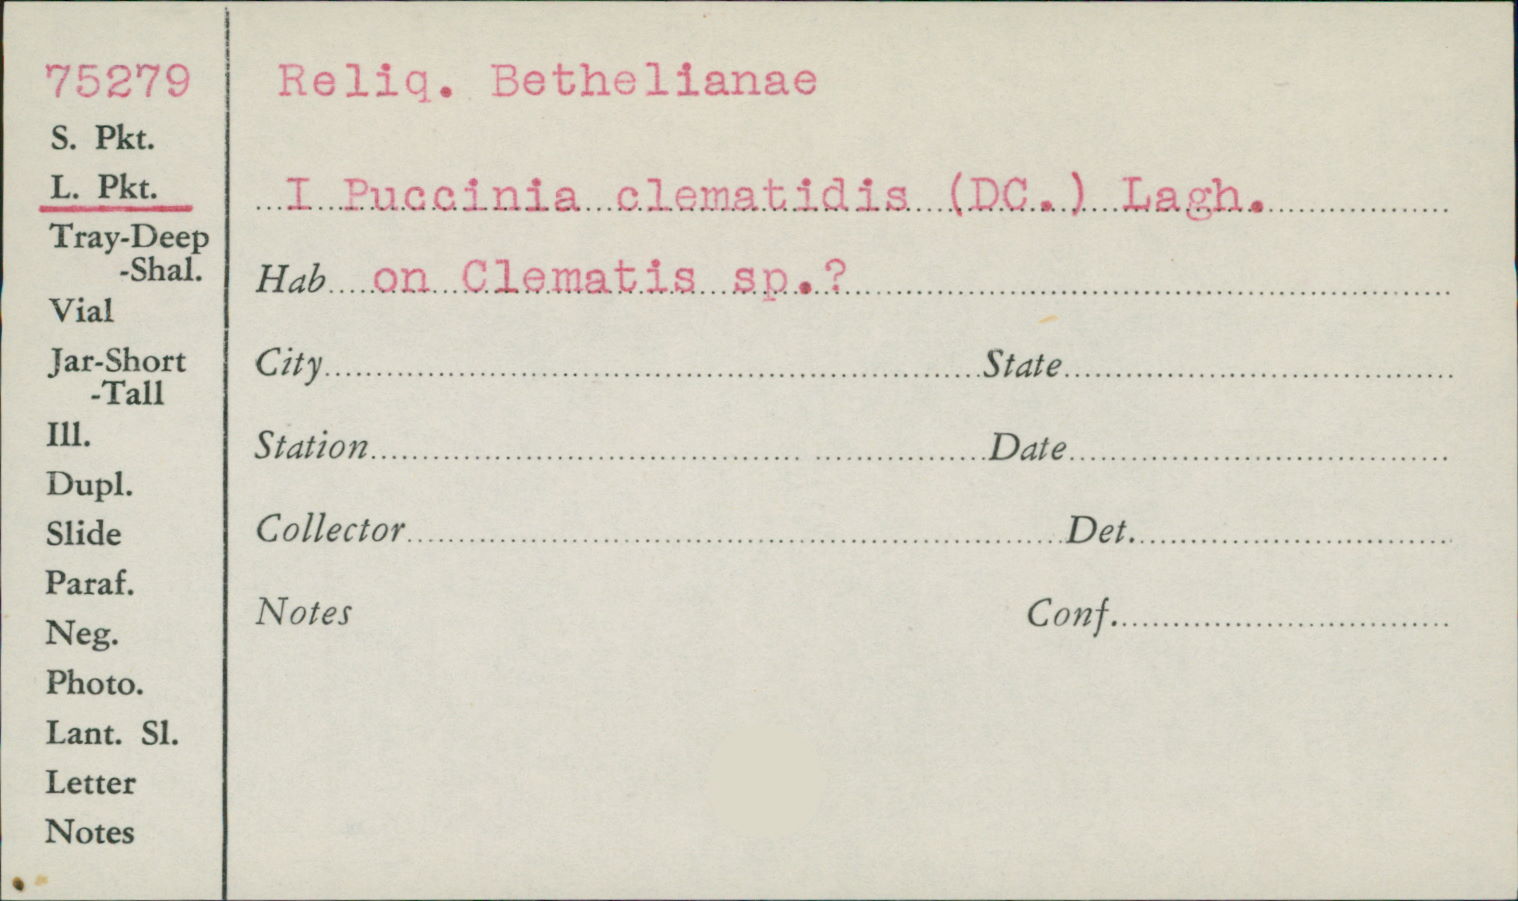 75279
S. Pkt.
L. Pkt.
Tray-Deep
-Shal.
Vial
Jar-Short
-Tall
Ill.
Dupl.
Slide
Paraf.
Neg.
Photo.
Lant. Sl.
Letter
Notes
Reliq. Bethelianae
I Puccinia clematidis (DC.) Lagh.
Hab on Clematis sp.?
City State
Station Date
Collector Det.
Notes Conf.